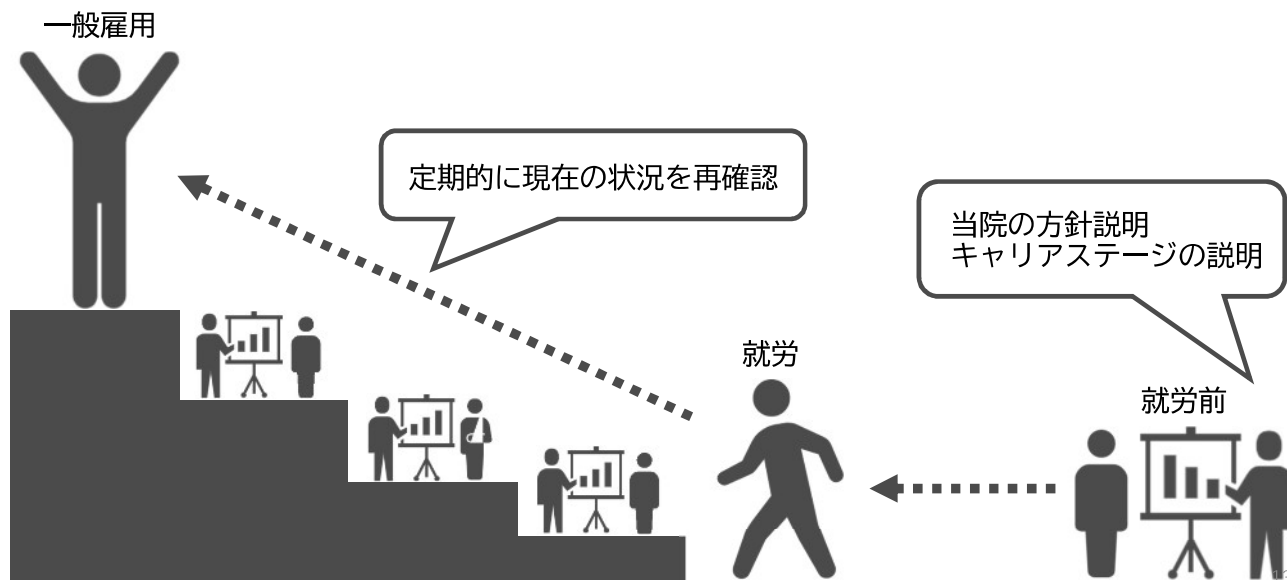 一般雇用
定期的に現在の状況を再確認
当院の方針説明
キャリアステージの説明
就労
就労前